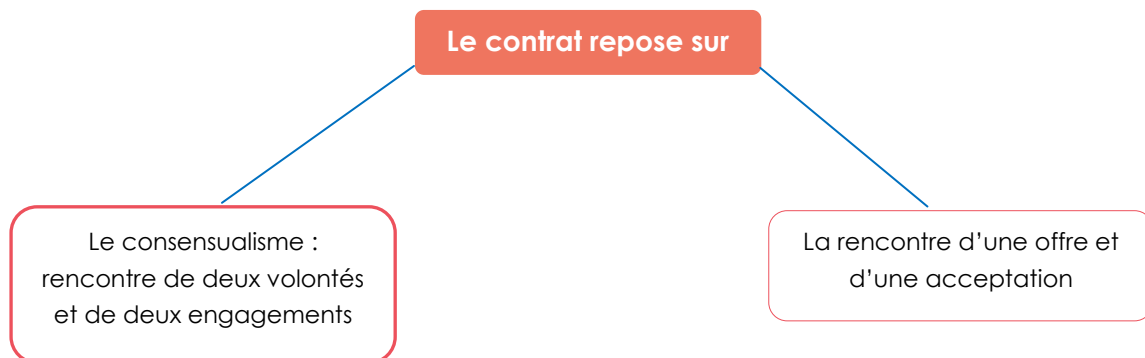 Le contrat repose sur
Le consensualisme :
rencontre de deux volontés
et de deux engagements
La rencontre d’une offre et
d’une acceptation